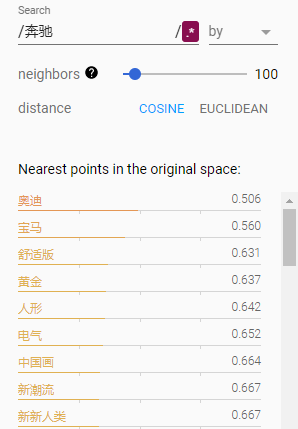 Search
/奔驰 /.* by
neighbors ? 100
distance COSINE EUCLIDEAN
Nearest points in the original space:
奥迪 0.506
宝马 0.560
舒适版 0.631
黄金 0.637
人形 0.642
电气 0.652
中国画 0.664
新潮流 0.667
新新人类 0.667